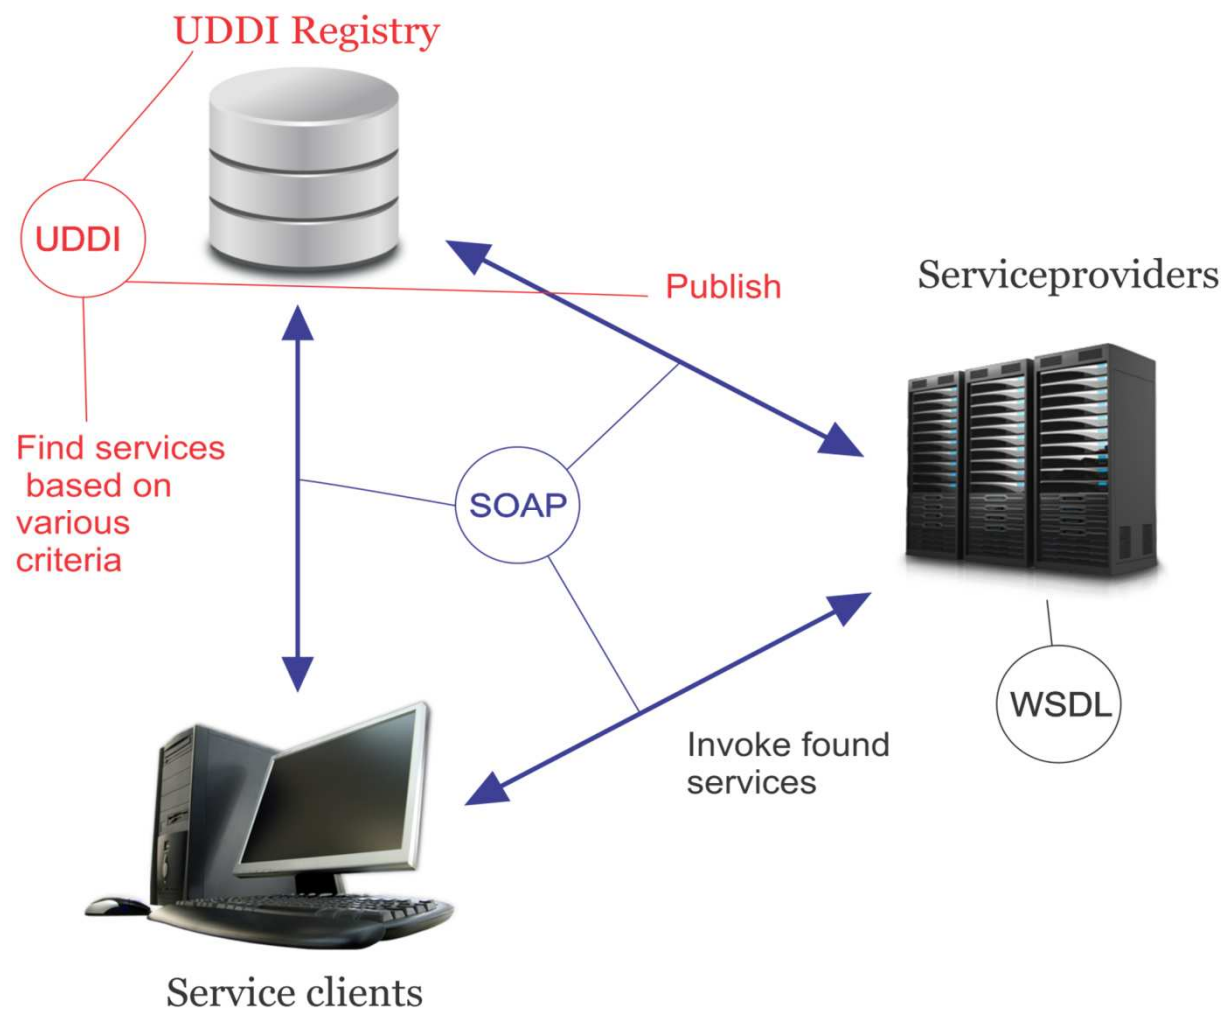 UDDI Registry
UDDI
Publish
Serviceproviders
Find services
based on
various
criteria
SOAP
WSDL
Invoke found
services
Service clients